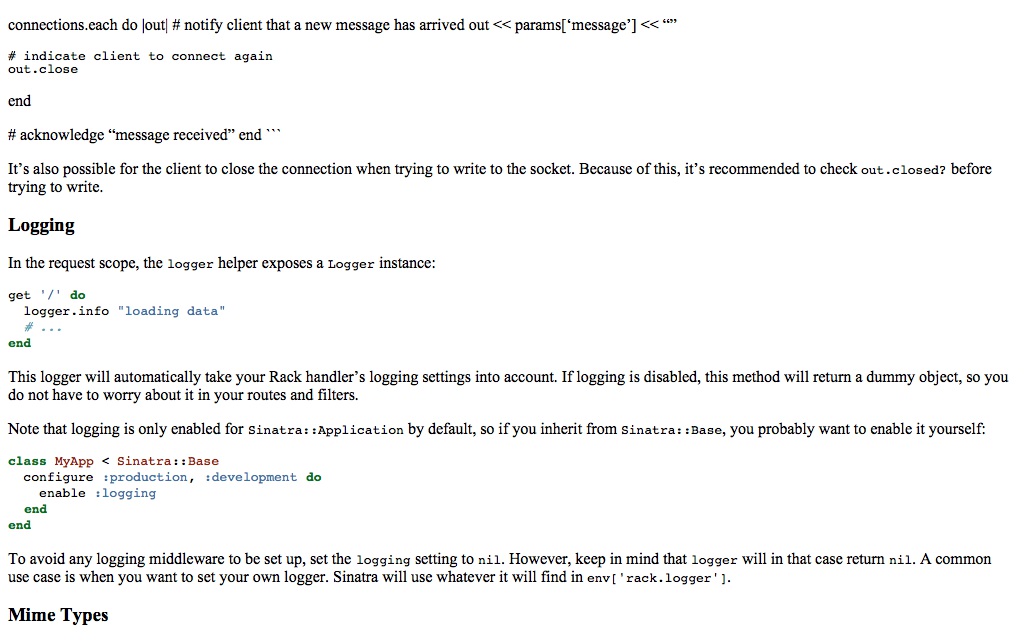 connections.each do |out| # notify client that a new message has arrived out << params[‘message’] << “”
# indicate client to connect again
out.close
end
# acknowledge “message received” end ```
It’s also possible for the client to close the connection when trying to write to the socket. Because of this, it’s recommended to check out.closed? before
trying to write.
Logging
In the request scope, the logger helper exposes a Logger instance:
get '/' do
  logger.info "loading data"
  # ...
end
This logger will automatically take your Rack handler’s logging settings into account. If logging is disabled, this method will return a dummy object, so you
do not have to worry about it in your routes and filters.
Note that logging is only enabled for Sinatra::Application by default, so if you inherit from Sinatra::Base, you probably want to enable it yourself:
class MyApp < Sinatra::Base
  configure :production, :development do
    enable :logging
  end
end
To avoid any logging middleware to be set up, set the logging setting to nil. However, keep in mind that logger will in that case return nil. A common
use case is when you want to set your own logger. Sinatra will use whatever it will find in env['rack.logger'].
Mime Types